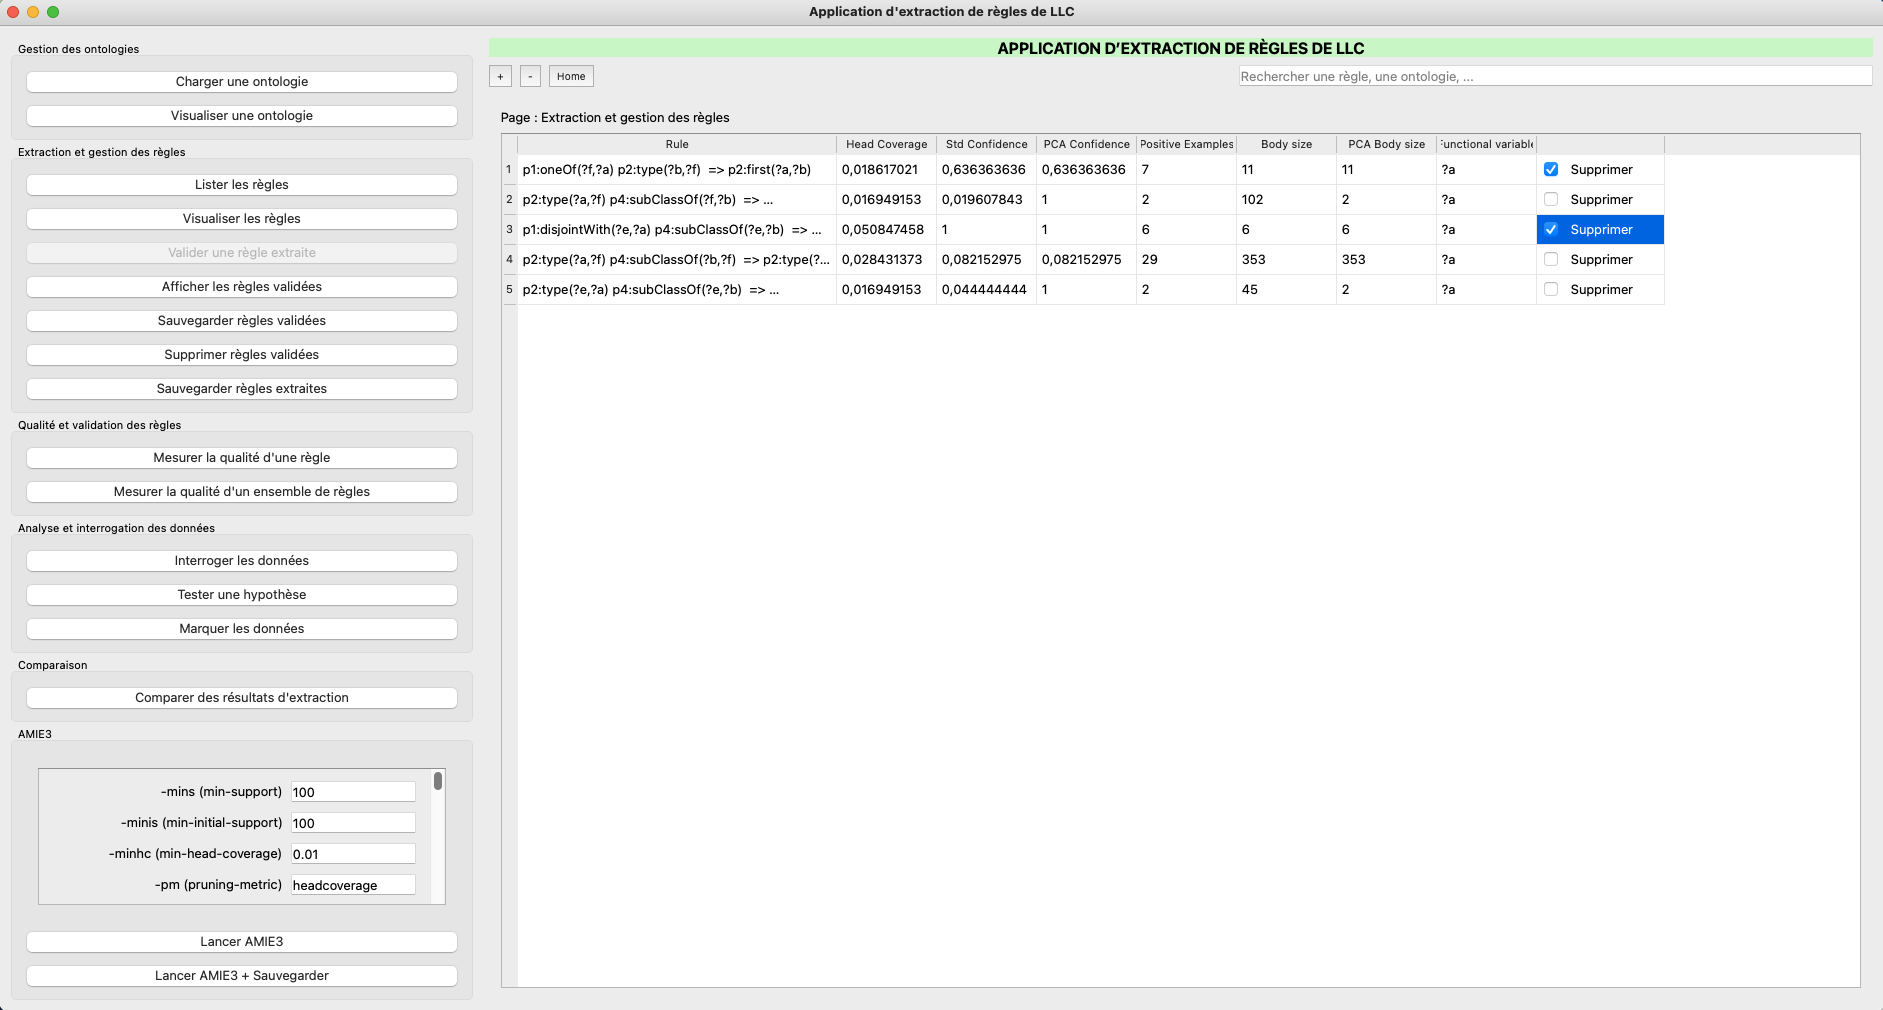 Application d'extraction de règles de LLC
Gestion des ontologies
Charger une ontologie
Visualiser une ontologie
Extraction et gestion des règles
Lister les règles
Visualiser les règles
Valider une règle extraite
Afficher les règles validées
Sauvegarder règles validées
Supprimer règles validées
Sauvegarder règles extraites
Qualité et validation des règles
Mesurer la qualité d'une règle
Mesurer la qualité d'un ensemble de règles
Analyse et interrogation des données
Interroger les données
Tester une hypothèse
Marquer les données
Comparaison
Comparer des résultats d'extraction
AMIE3
-mins (min-support) 100
-minis (min-initial-support) 100
-minhc (min-head-coverage) 0.01
-pm (pruning-metric) headcoverage
Lancer AMIE3
Lancer AMIE3 + Sauvegarder
APPLICATION D'EXTRACTION DE RÈGLES DE LLC
+ - Home Rechercher une règle, une ontologie, ...
Page : Extraction et gestion des règles
Rule Head Coverage Std Confidence PCA Confidence Positive Examples Body size PCA Body size Functional variable
1 p1:oneOf(?f,?a) p2:type(?b,?f) => p2:first(?a,?b) 0,018617021 0,636363636 0,636363636 7 11 11 ?a Supprimer
2 p2:type(?a,?f) p4:subClassOf(?f,?b) => ... 0,016949153 0,019607843 1 2 102 2 ?a Supprimer
3 p1:disjointWith(?e,?a) p4:subClassOf(?e,?b) => ... 0,050847458 1 1 6 6 6 ?a Supprimer
4 p2:type(?a,?f) p4:subClassOf(?b,?f) => p2:type(?... 0,028431373 0,082152975 0,082152975 29 353 353 ?a Supprimer
5 p2:type(?e,?a) p4:subClassOf(?e,?b) => ... 0,016949153 0,044444444 1 2 45 2 ?a Supprimer